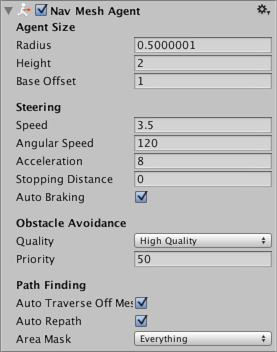 Nav Mesh Agent
Agent Size
Radius 0.5000001
Height 2
Base Offset 1
Steering
Speed 3.5
Angular Speed 120
Acceleration 8
Stopping Distance 0
Auto Braking
Obstacle Avoidance
Quality High Quality
Priority 50
Path Finding
Auto Traverse Off Mes
Auto Repath
Area Mask Everything